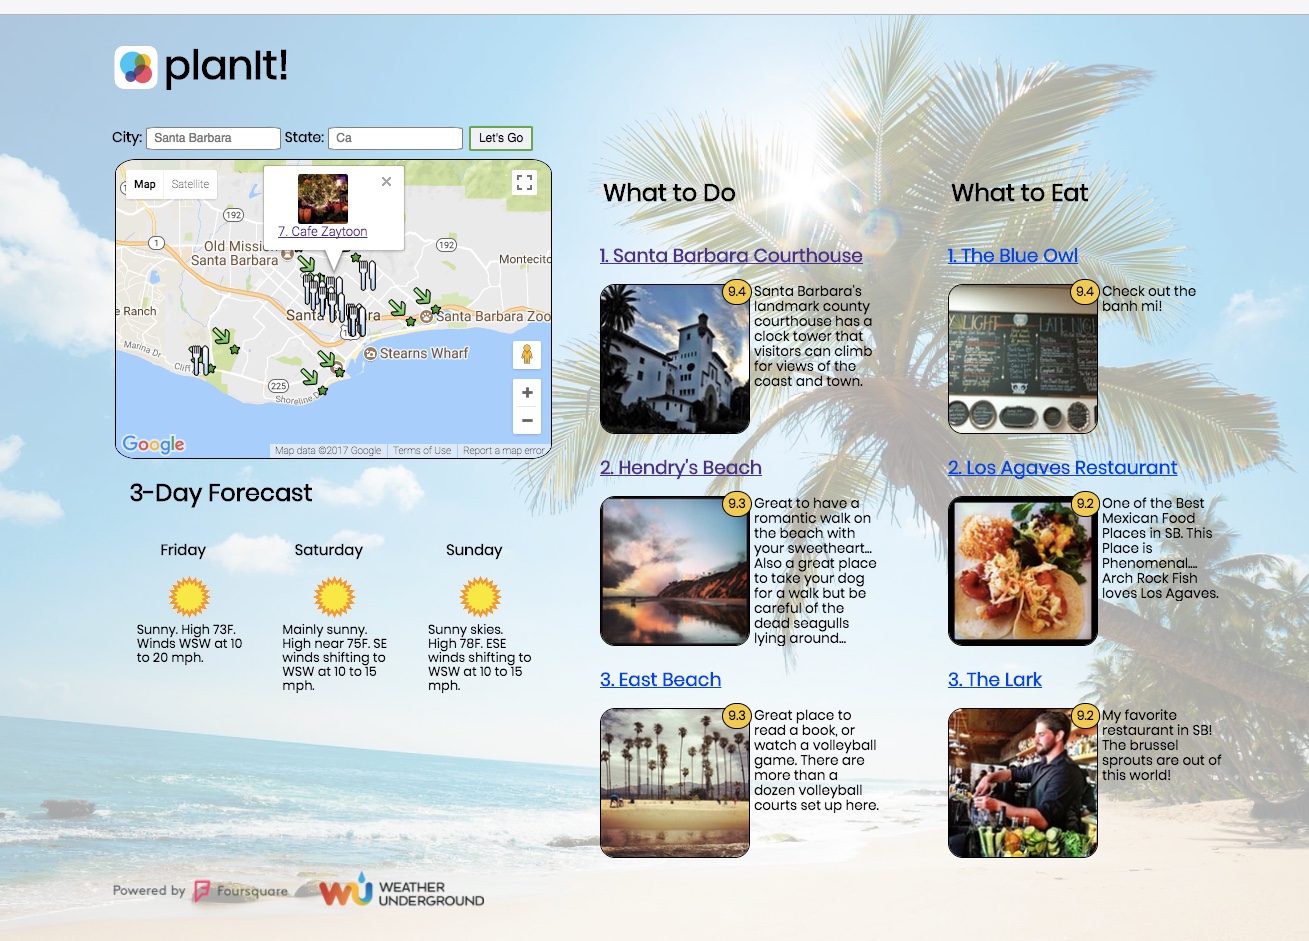 planIt!
City: Santa Barbara State: Ca Let's Go
Map Satellite
7. Cafe Zaytoon
192
1
192
Old Mission
Santa Barbara
Montecito
e Ranch
Santa
ra
Santa Barbara Zoo
Marina Dr
Cliff
Stearns Wharf
225
Shoreline D
Google
Map data ©2017 Google Terms of Use Report a map error
3-Day Forecast
Friday
Sunny. High 73F.
Winds WSW at 10
to 20 mph.
Saturday
Mainly sunny.
High near 75F. SE
winds shifting to
WSW at 10 to 15
mph.
Sunday
Sunny skies.
High 78F. ESE
winds shifting to
WSW at 10 to 15
mph.
Powered by Foursquare
WU WEATHER
UNDERGROUND
What to Do
1. Santa Barbara Courthouse
9.4
Santa Barbara's
landmark county
courthouse has a
clock tower that
visitors can climb
for views of the
coast and town.
2. Hendry's Beach
9.3
Great to have a
romantic walk on
the beach with
your sweetheart...
Also a great place
to take your dog
for a walk but be
careful of the
dead seagulls
lying around...
3. East Beach
9.3
Great place to
read a book, or
watch a volleyball
game. There are
more than a
dozen volleyball
courts set up here.
What to Eat
1. The Blue Owl
9.4
Check out the
banh mi!
LIGHT
LATE NIGH
2. Los Agaves Restaurant
9.2
One of the Best
Mexican Food
Places in SB. This
Place is
Phenomenal....
Arch Rock Fish
loves Los Agaves.
3. The Lark
9.2
My favorite
restaurant in SB!
The brussel
sprouts are out of
this world!